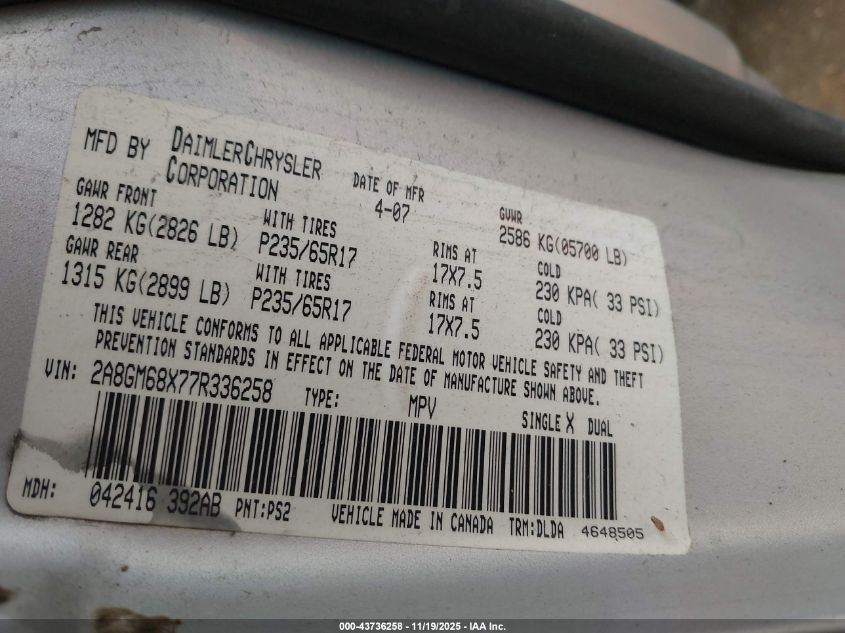 MFD BY DAIMLERCHRYSLER CORPORATION DATE OF MFR 4-07 GVWR 2586 KG(05700 LB)
GAWR FRONT WITH TIRES RIMS AT COLD
1282 KG(2826 LB) P235/65R17 17X7.5 230 KPA( 33 PSI)
GAWR REAR WITH TIRES RIMS AT COLD
1315 KG(2899 LB) P235/65R17 17X7.5 230 KPA( 33 PSI)
THIS VEHICLE CONFORMS TO ALL APPLICABLE FEDERAL MOTOR VEHICLE SAFETY AND THEFT
PREVENTION STANDARDS IN EFFECT ON THE DATE OF MANUFACTURE SHOWN ABOVE.
VIN: 2A8GM68X77R336258 TYPE: MPV SINGLE X DUAL
MDH: 042416 392AB PNT:PS2 VEHICLE MADE IN CANADA TRM:DLDA 4648505
000-43736258 - 11/19/2025 - IAA Inc.